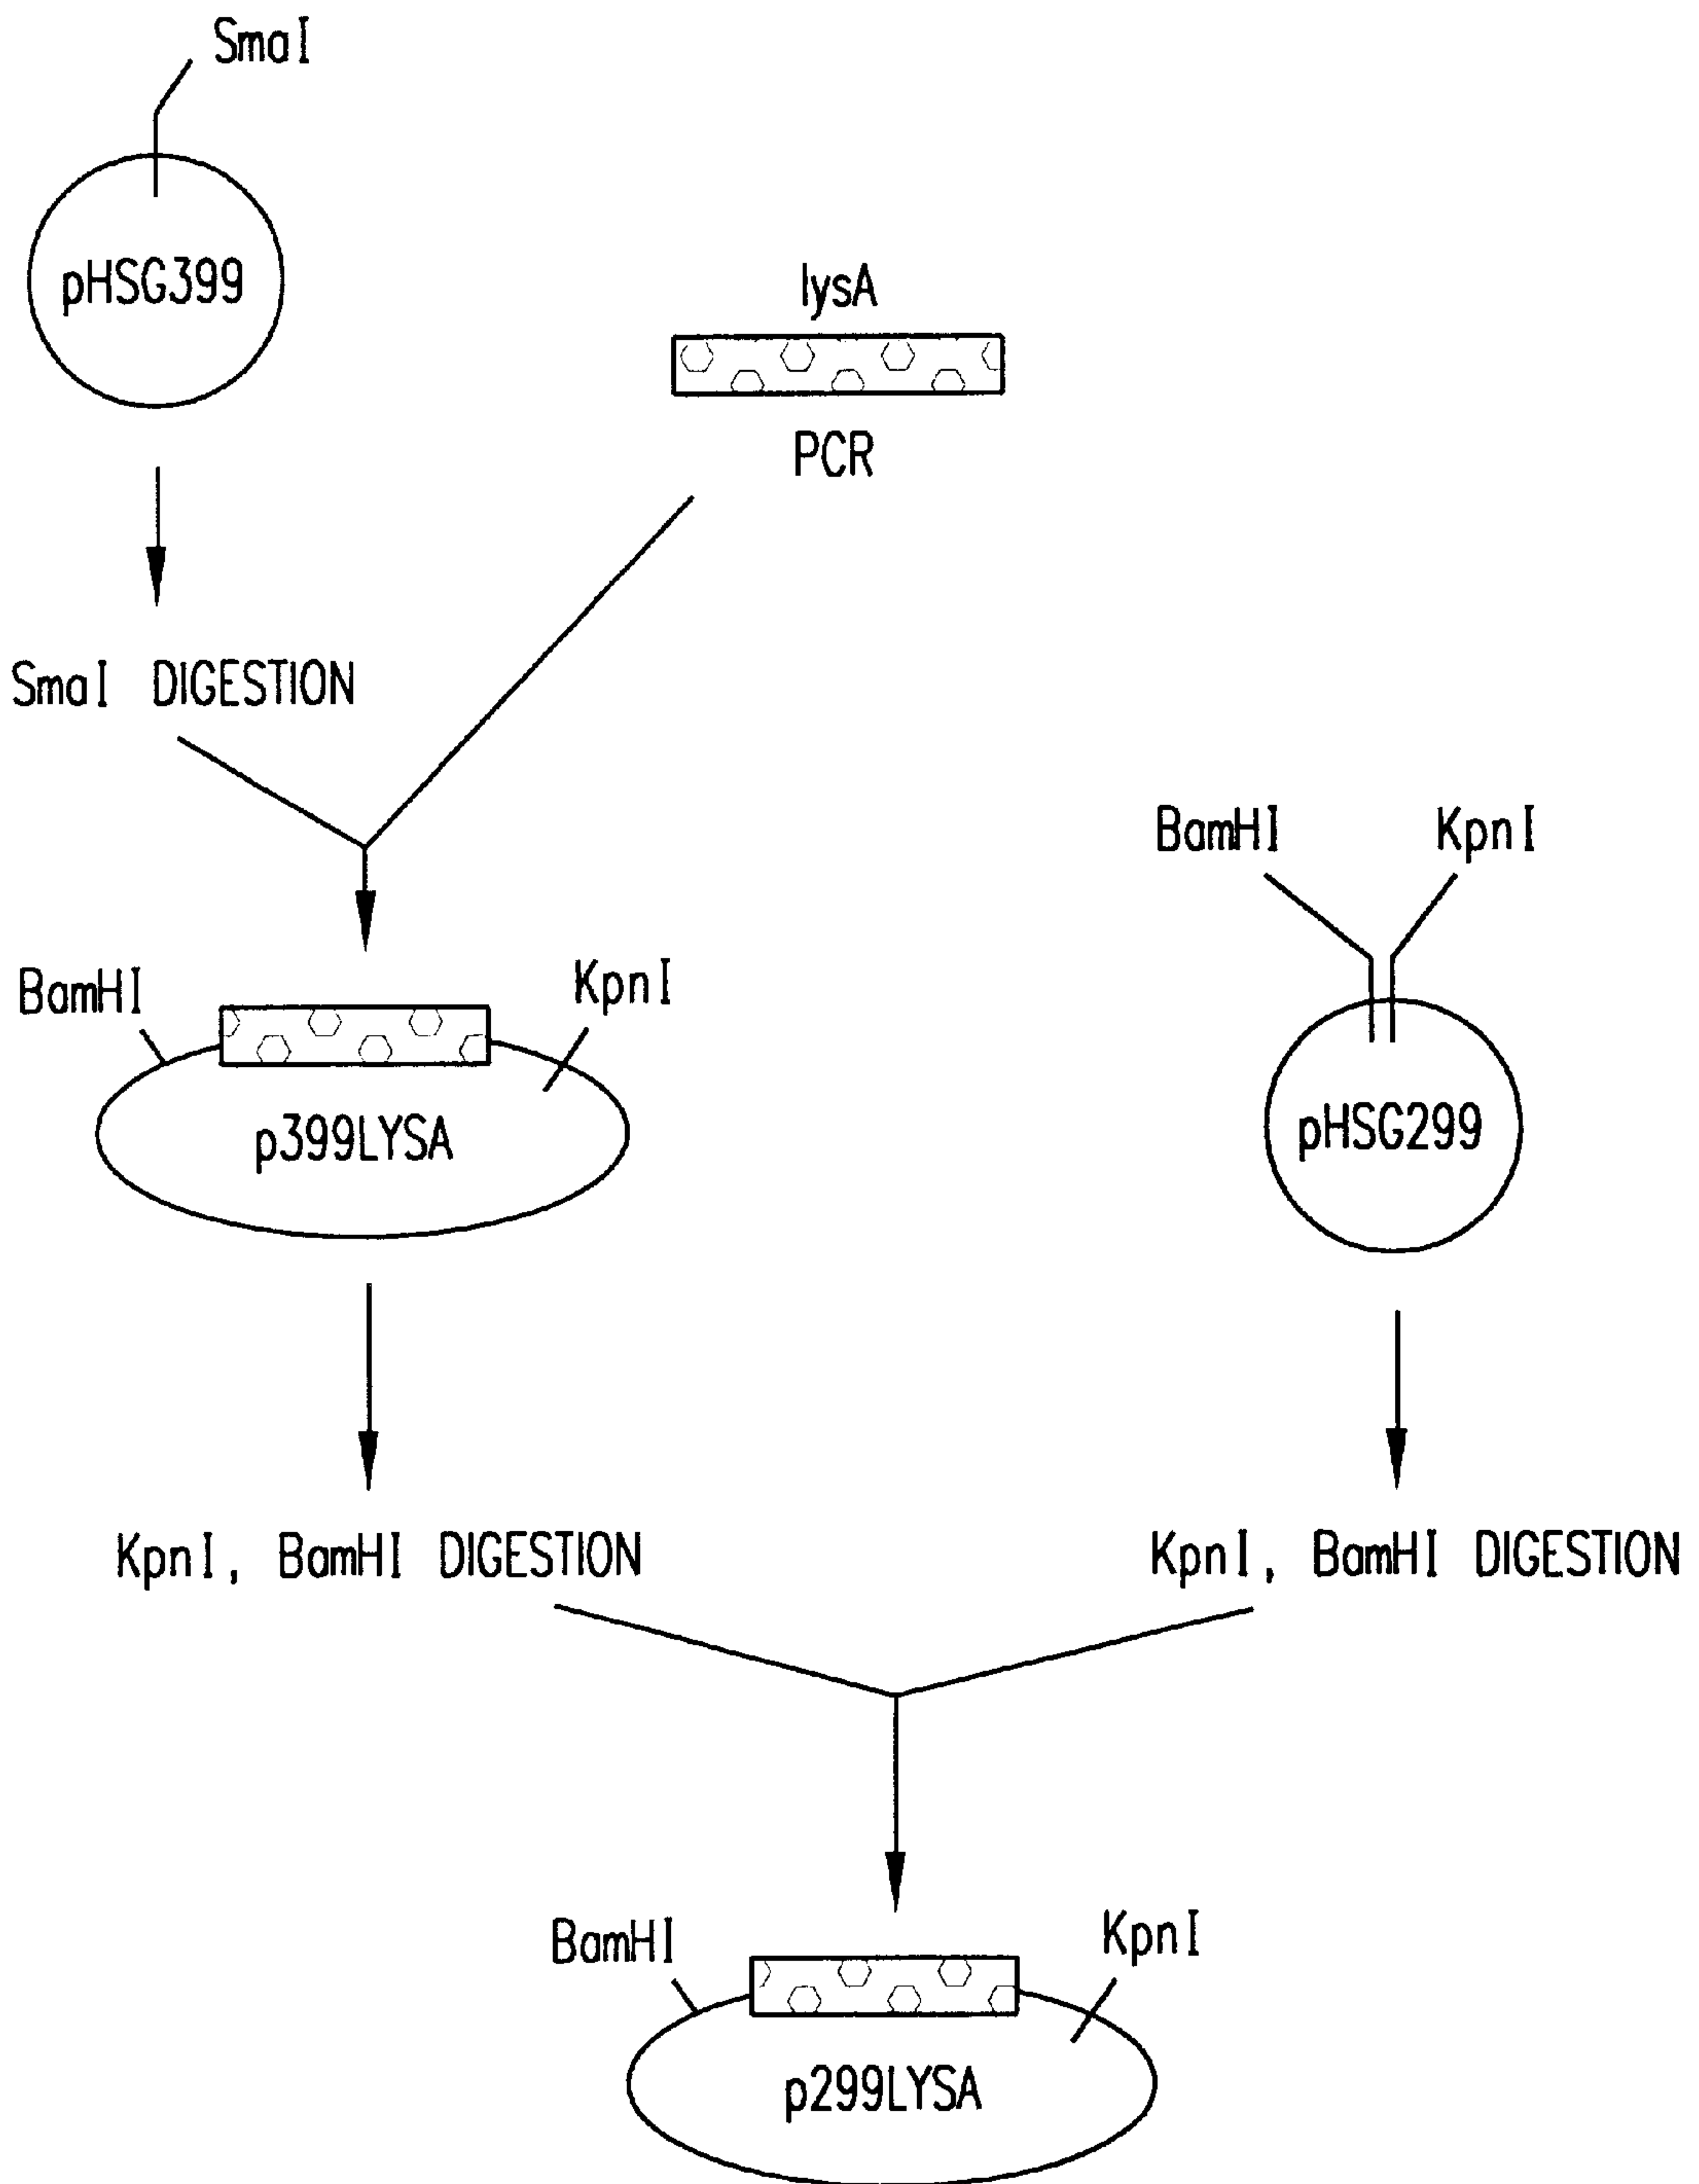 SmaI
pHSG399
lysA
PCR
SmaI DIGESTION
BamHI
KpnI
BamHI
KpnI
p399LYSA
pHSG299
KpnI, BamHI DIGESTION
KpnI, BamHI DIGESTION
BamHI
KpnI
p299LYSA